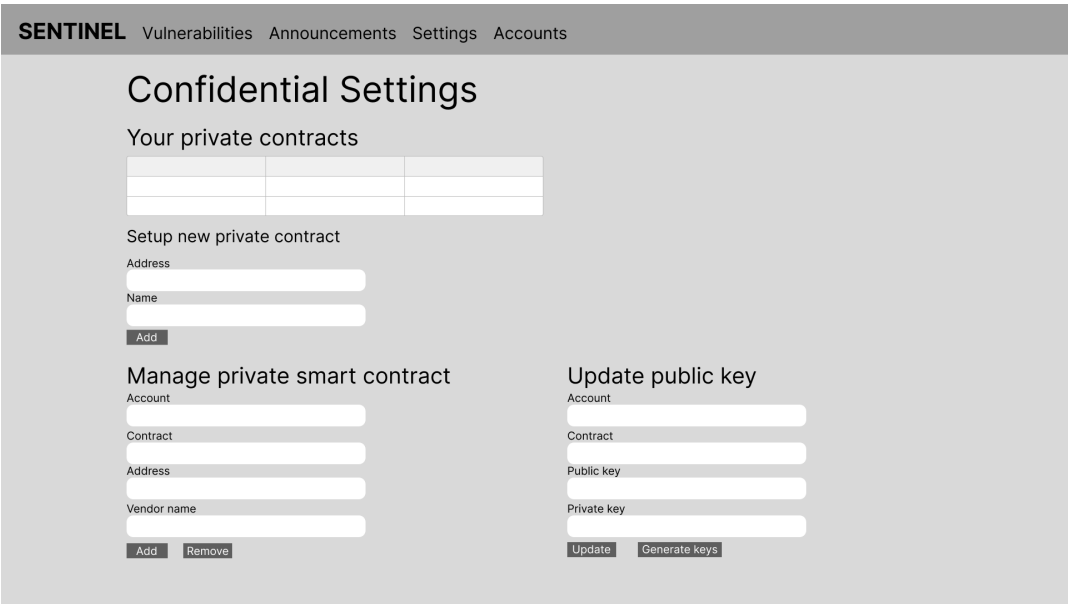 SENTINEL Vulnerabilities Announcements Settings Accounts
Confidential Settings
Your private contracts
Setup new private contract
Address
Name
Add
Manage private smart contract
Account
Contract
Address
Vendor name
Add Remove
Update public key
Account
Contract
Public key
Private key
Update Generate keys